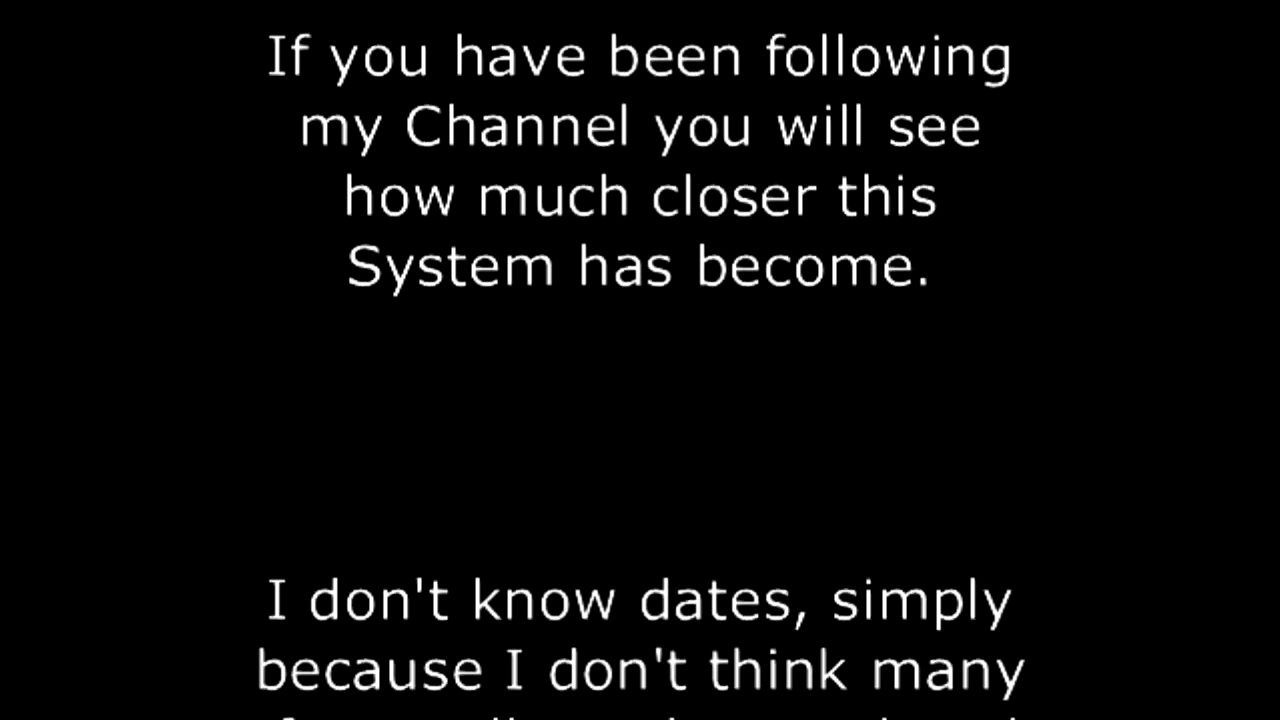 If you have been following
my Channel you will see
how much closer this
System has become.
I don't know dates, simply
because I don't think many